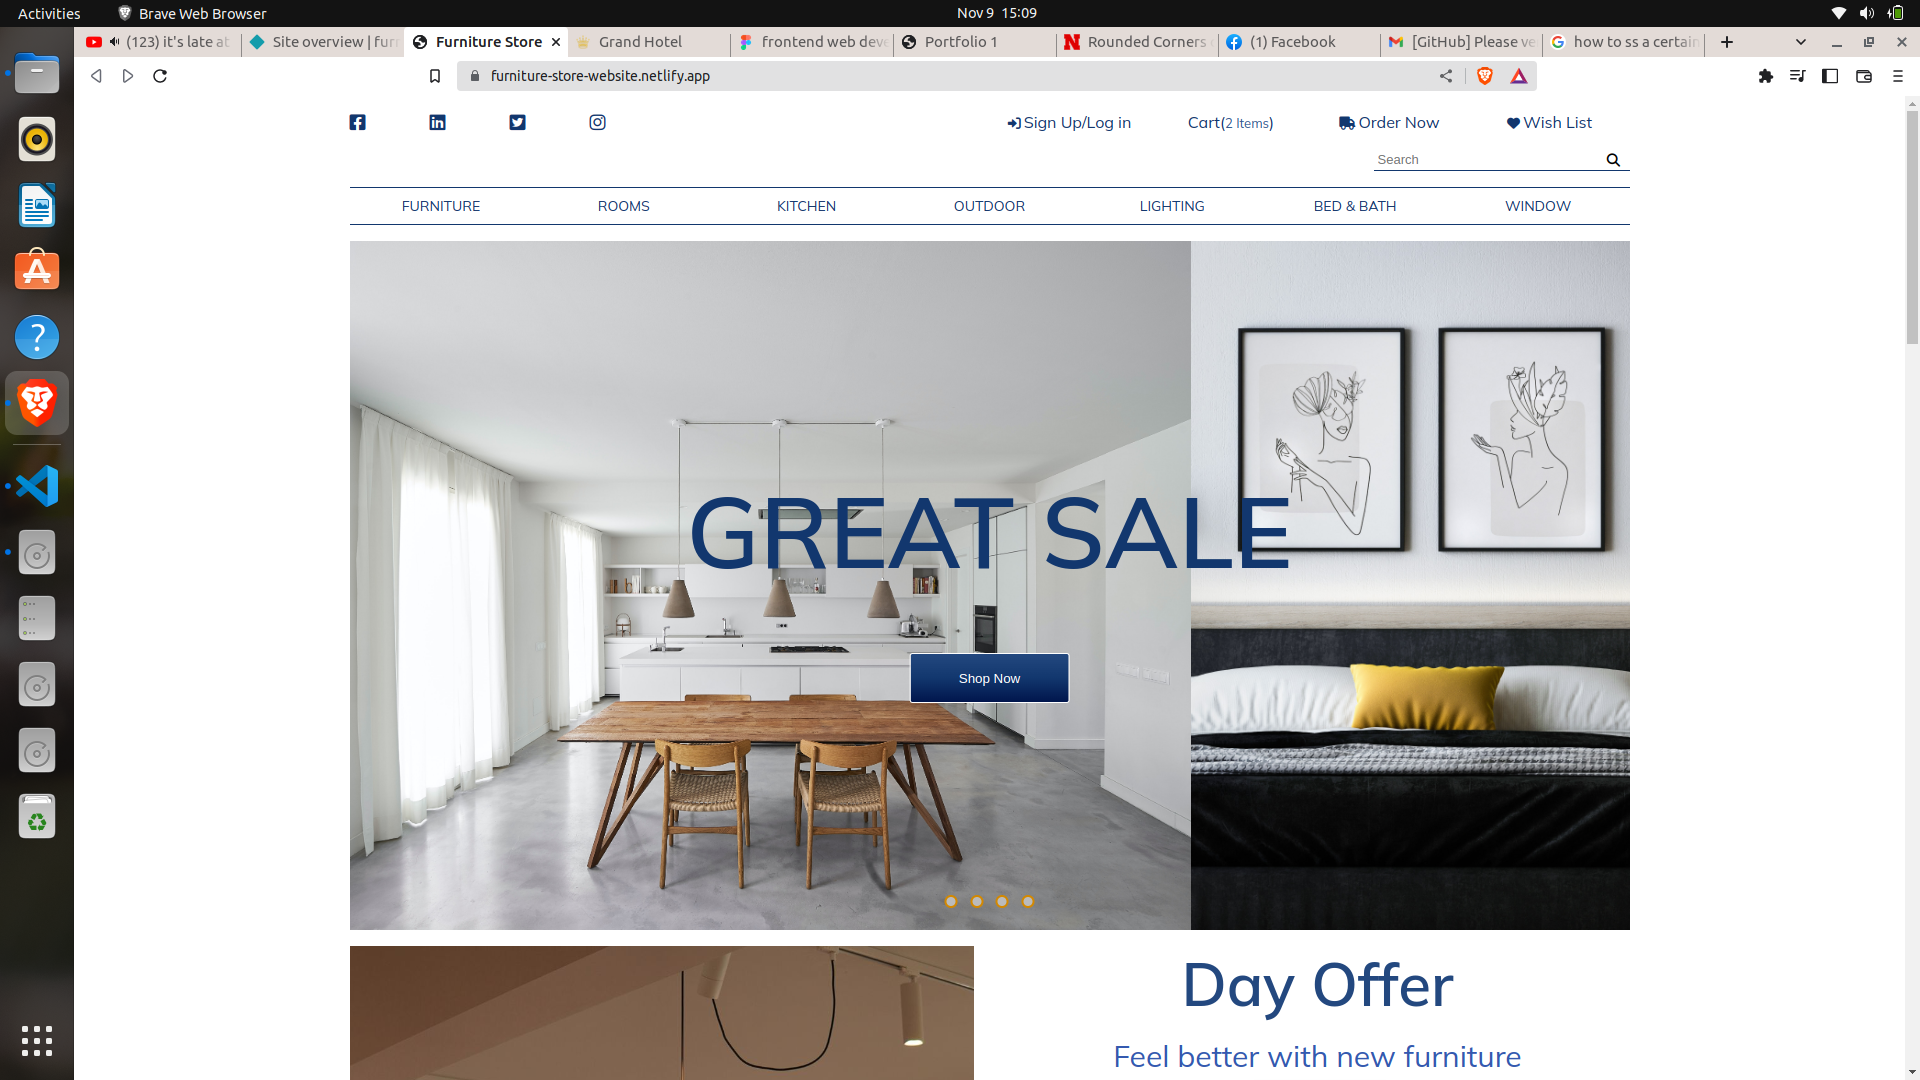 Activities
Brave Web Browser
Nov 9 15:09
(123) it's late at
Site overview | furn
Furniture Store
Grand Hotel
frontend web deve
Portfolio 1
Rounded Corners
(1) Facebook
[GitHub] Please ve
how to ss a certain
furniture-store-website.netlify.app
Sign Up/Log in
Cart(2 Items)
Order Now
Wish List
Search
FURNITURE
ROOMS
KITCHEN
OUTDOOR
LIGHTING
BED & BATH
WINDOW
GREAT SALE
Shop Now
Day Offer
Feel better with new furniture